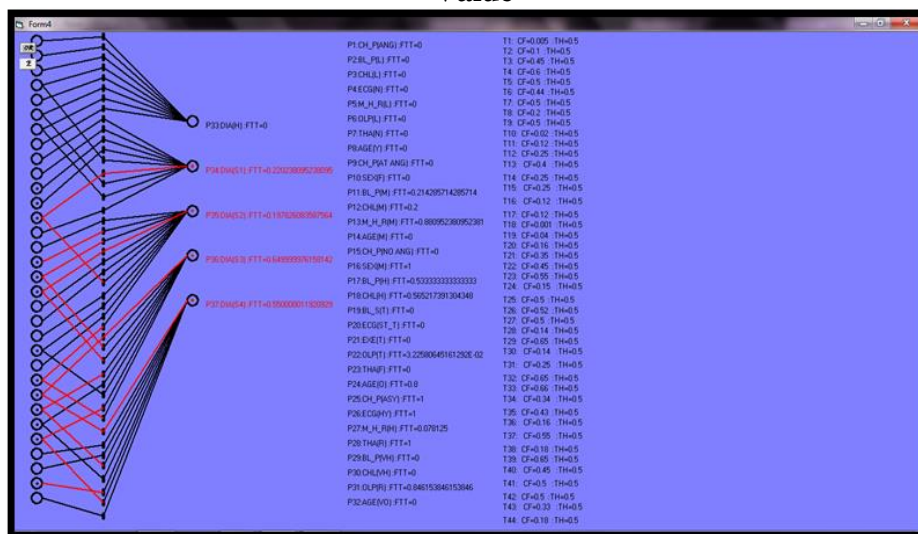 Form4
OK
2
P33:DIA(H) :FTT=0
P34:DIA(S1) :FTT=0.220238095238095
P36:DIA(S3) :FTT=0.649999976158142
P1:CH_P(ANG) :FTT=0
P2:BL_P(L) :FTT=0
P3:CHL(L) :FTT=0
P4:ECG(N) :FTT=0
P5:M_H_R(L) :FTT=0
P6:OLP(L) :FTT=0
P7:THA(N) :FTT=0
P8:AGE(Y) :FTT=0
P9:CH_P(AT ANG) :FTT=0
P10:SEX(F) :FTT=0
P11:BL_P(M) :FTT=0.214285714285714
P12:CHL(M) :FTT=0.2
P13:M_H_R(M) :FTT=0.880952380952381
P14:AGE(M) :FTT=0
P15:CH_P(NO ANG) :FTT=0
P16:SEX(M) :FTT=1
P17:BL_P(H) :FTT=0.533333333333333
P18:CHL(H) :FTT=0.565217391304348
P19:BL_S(T) :FTT=0
P20:ECG(ST_T) :FTT=0
P21:EXE(T) :FTT=0
P22:OLP(T) :FTT=3.2258064516129 2E-02
P23:THA(F) :FTT=0
P24:AGE(O) :FTT=0.8
P25:CH_P(ASY) :FTT=1
P26:ECG(HY) :FTT=1
P27:M_H_R(H) :FTT=0.078125
P28:THA(R) :FTT=1
P29:BL_P(VH) :FTT=0
P30:CHL(VH) :FTT=0
P31:OLP(R) :FTT=0.846153846153846
P32:AGE(VO) :FTT=0
T1: CF=0.005 :TH=0.5
T2: CF=0.1 :TH=0.5
T3: CF=0.45 :TH=0.5
T4: CF=0.6 :TH=0.5
T5: CF=0.5 :TH=0.5
T6: CF=0.44 :TH=0.5
T7: CF=0.5 :TH=0.5
T8: CF=0.2 :TH=0.5
T9: CF=0.5 :TH=0.5
T10: CF=0.02 :TH=0.5
T11: CF=0.12 :TH=0.5
T12: CF=0.25 :TH=0.5
T13: CF=0.4 :TH=0.5
T14: CF=0.25 :TH=0.5
T15: CF=0.25 :TH=0.5
T16: CF=0.12 :TH=0.5
T17: CF=0.12 :TH=0.5
T18: CF=0.001 :TH=0.5
T19: CF=0.04 :TH=0.5
T20: CF=0.16 :TH=0.5
T21: CF=0.35 :TH=0.5
T22: CF=0.45 :TH=0.5
T23: CF=0.55 :TH=0.5
T24: CF=0.15 :TH=0.5
T25: CF=0.5 :TH=0.5
T26: CF=0.52 :TH=0.5
T27: CF=0.5 :TH=0.5
T28: CF=0.14 :TH=0.5
T29: CF=0.65 :TH=0.5
T30: CF=0.14 :TH=0.5
T31: CF=0.25 :TH=0.5
T32: CF=0.65 :TH=0.5
T33: CF=0.66 :TH=0.5
T34: CF=0.34 :TH=0.5
T35: CF=0.43 :TH=0.5
T36: CF=0.16 :TH=0.5
T37: CF=0.55 :TH=0.5
T38: CF=0.18 :TH=0.5
T39: CF=0.65 :TH=0.5
T40: CF=0.45 :TH=0.5
T41: CF=0.5 :TH=0.5
T42: CF=0.5 :TH=0.5
T43: CF=0.33 :TH=0.5
T44: CF=0.18 :TH=0.5